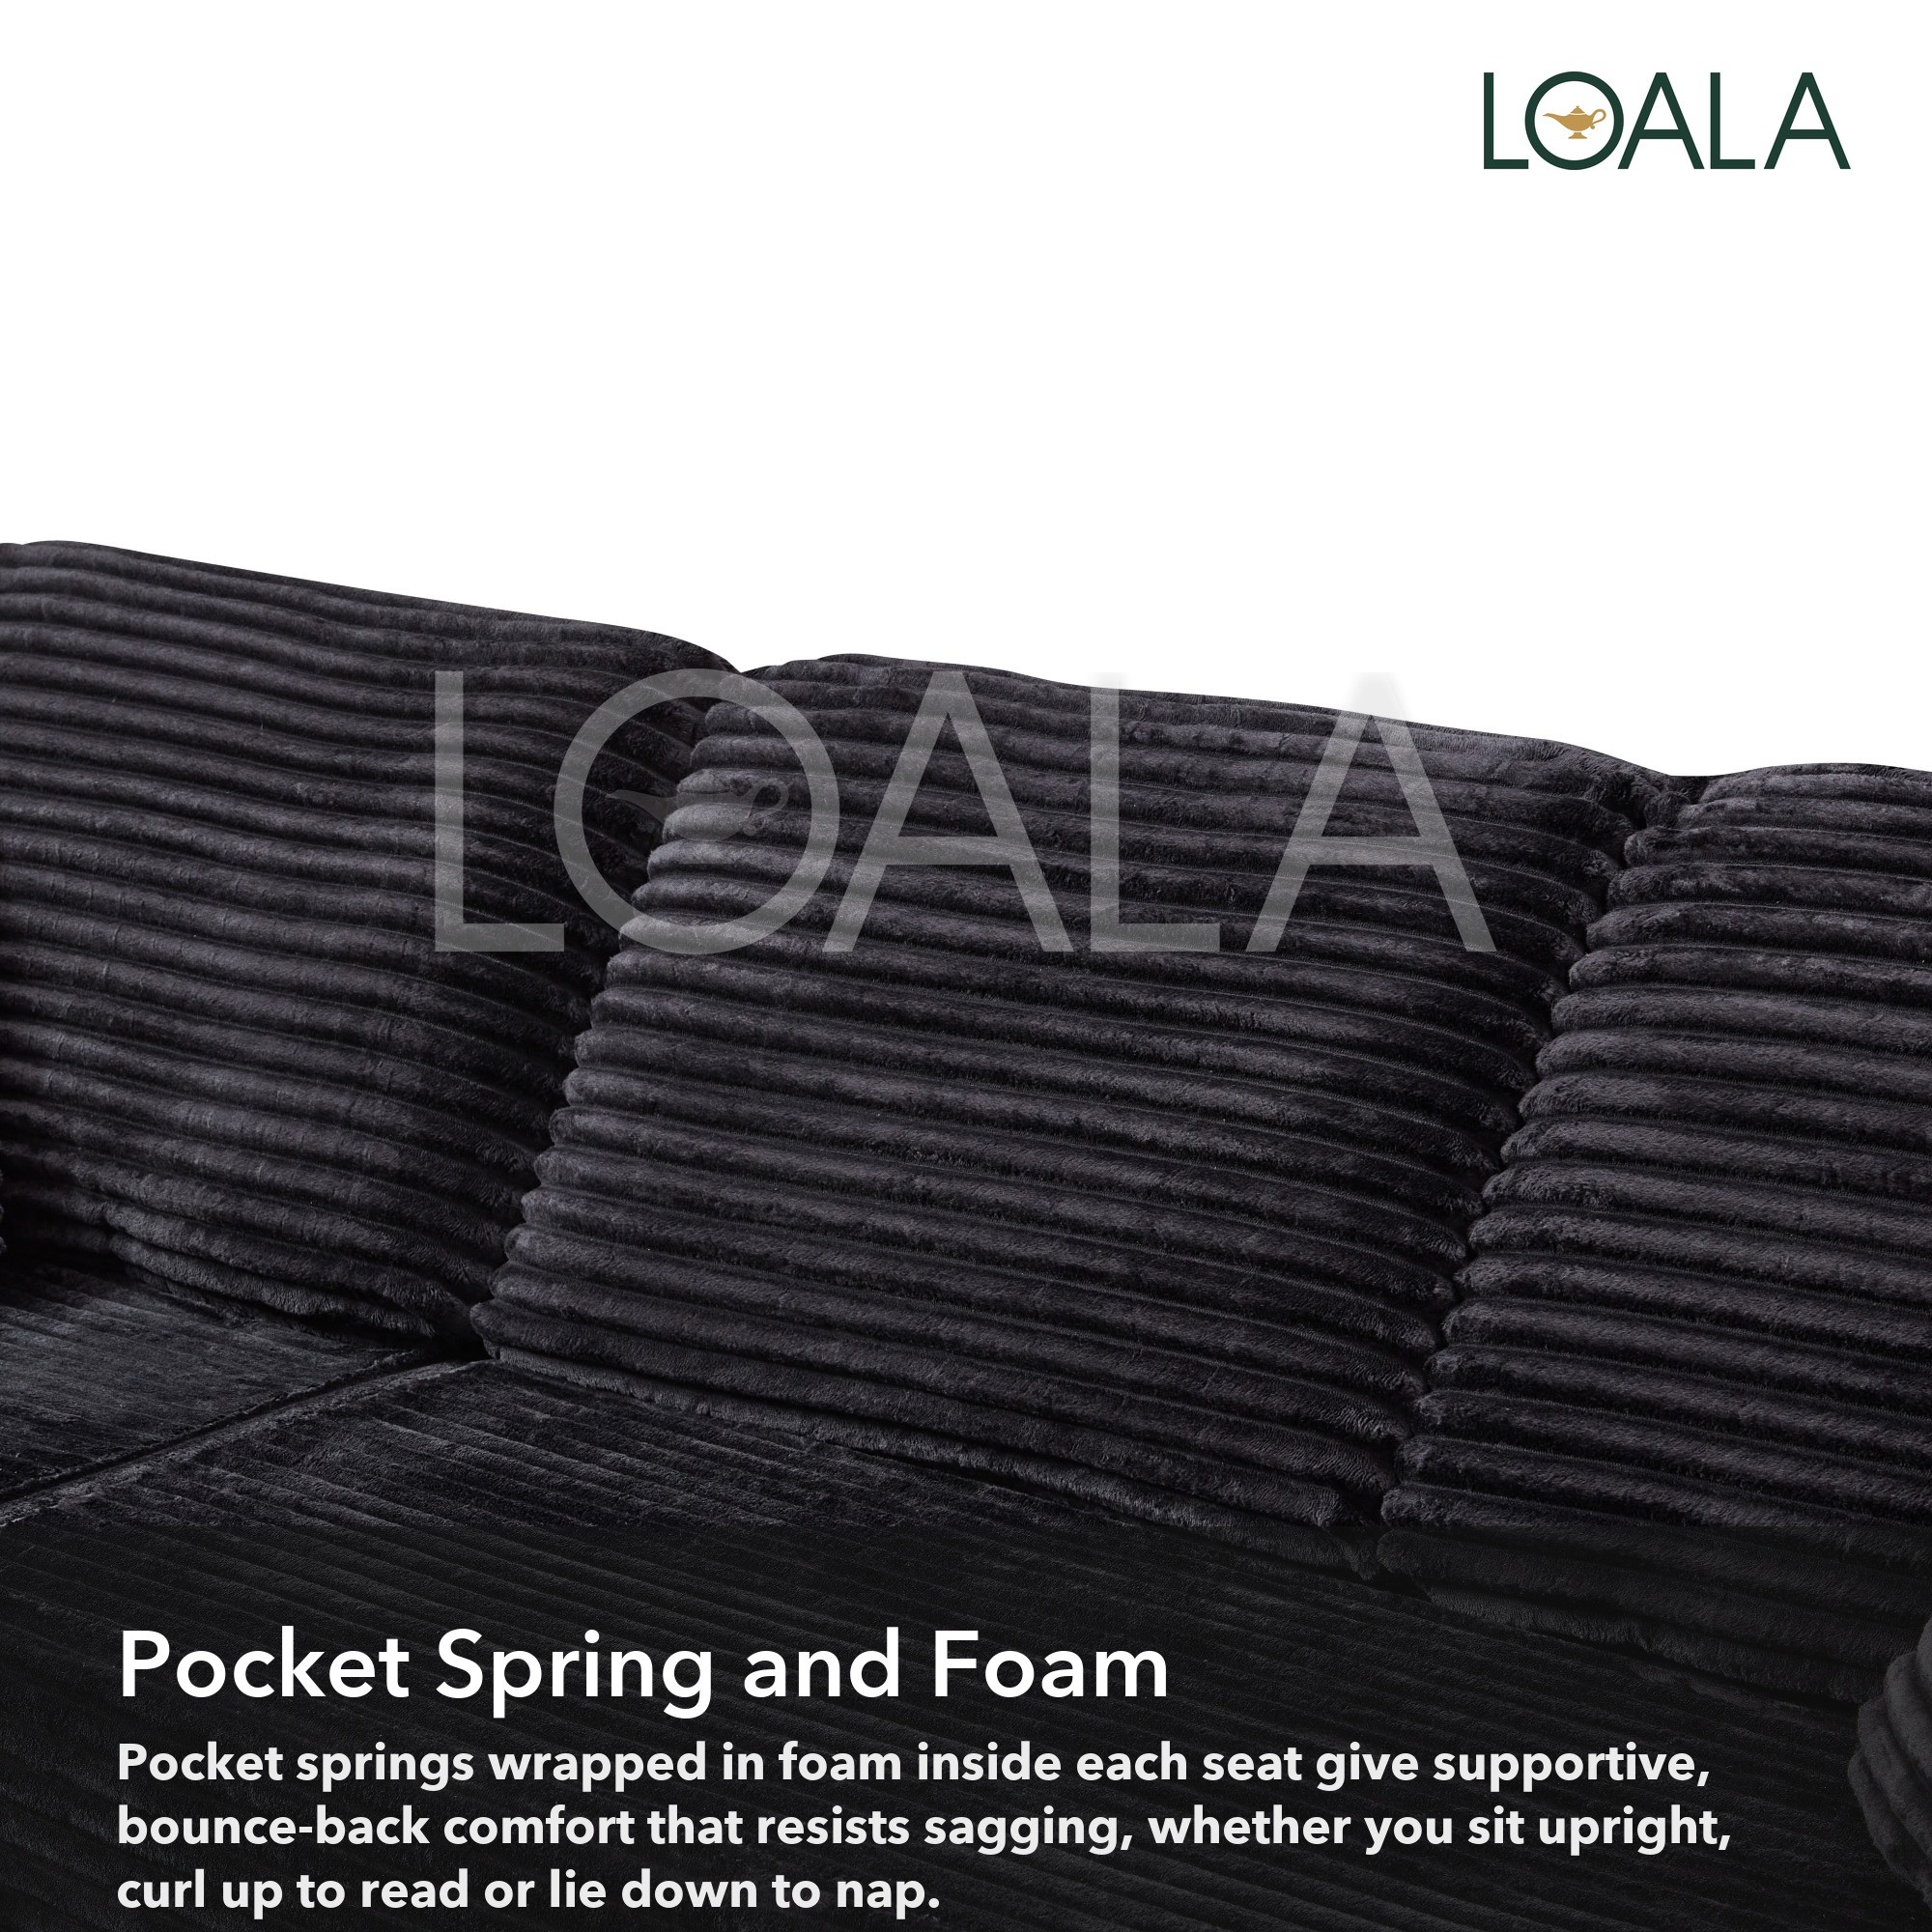 LOALA
LOALA
Pocket Spring and Foam
Pocket springs wrapped in foam inside each seat give supportive,
bounce-back comfort that resists sagging, whether you sit upright,
curl up to read or lie down to nap.